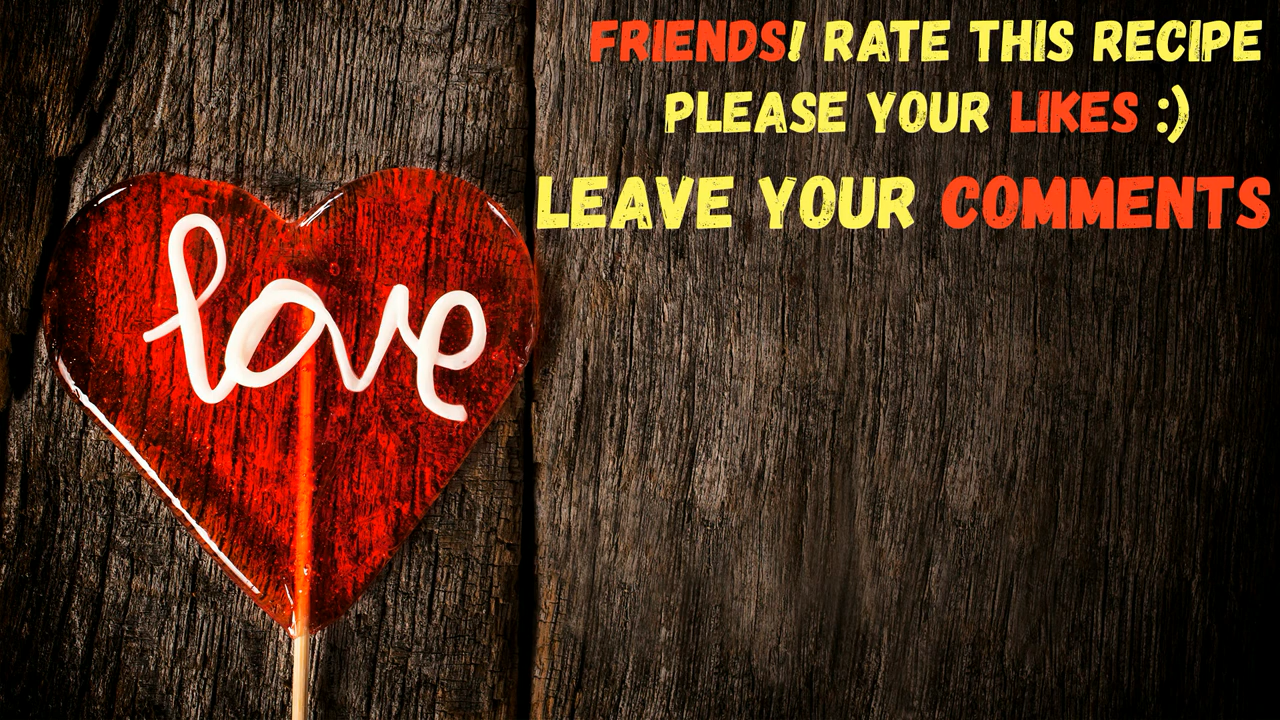 FRIENDS! RATE THIS RECIPE
PLEASE YOUR LIKES :)
LEAVE YOUR COMMENTS
love